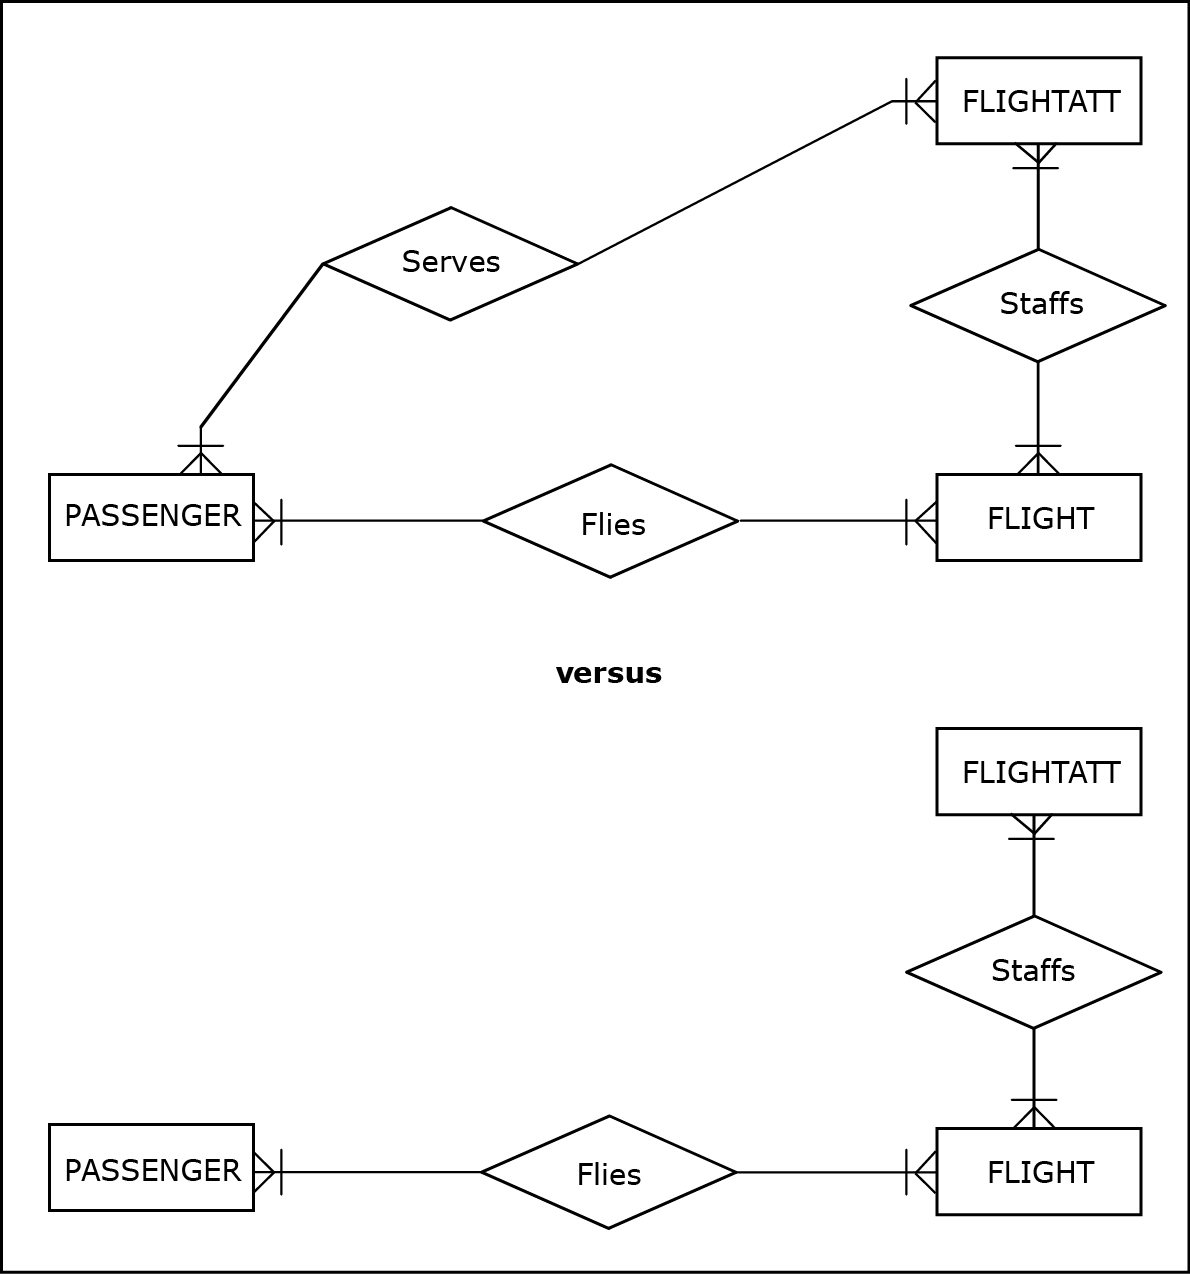 FLIGHTATT
Serves
Staffs
PASSENGER
Flies
FLIGHT
versus
FLIGHTATT
Staffs
PASSENGER
Flies
FLIGHT